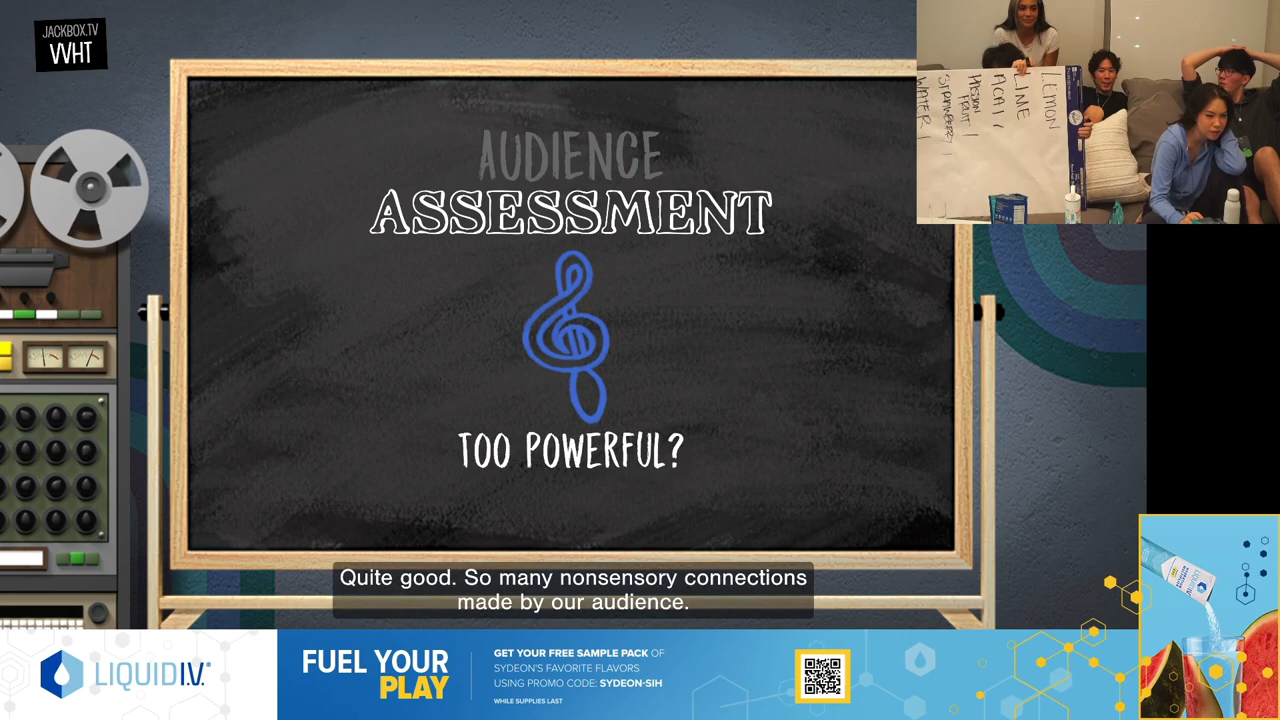 JACKBOX.TV
VVHT
AUDIENCE
ASSESSMENT
TOO POWERFUL?
Quite good. So many nonsensory connections
made by our audience.
LEMON
LIME
ACAI
PASSION
FRUIT
STRAWBERRY
WATER
LIQUID I.V.
FUEL YOUR
PLAY
GET YOUR FREE SAMPLE PACK OF
SYDEON'S FAVORITE FLAVORS
USING PROMO CODE: SYDEON-SIH
WHILE SUPPLIES LAST
LIQUID I.V.